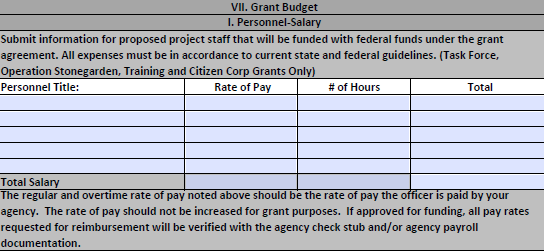 VII. Grant Budget
I. Personnel-Salary
Submit information for proposed project staff that will be funded with federal funds under the grant
agreement. All expenses must be in accordance to current state and federal guidelines. (Task Force,
Operation Stonegarden, Training and Citizen Corp Grants Only)
Personnel Title: Rate of Pay # of Hours Total
Total Salary
The regular and overtime rate of pay noted above should be the rate of pay the officer is paid by your
agency. The rate of pay should not be increased for grant purposes. If approved for funding, all pay rates
requested for reimbursement will be verified with the agency check stub and/or agency payroll
documentation.